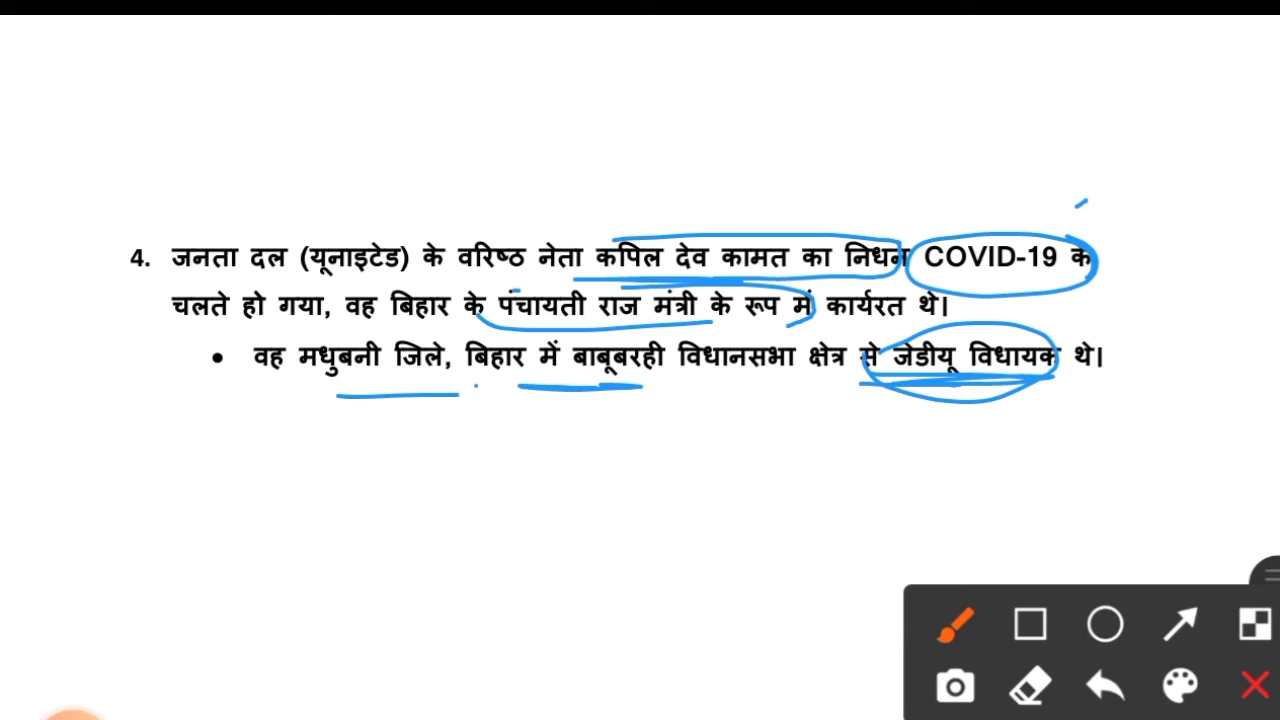 4. जनता दल (यूनाइटेड) के वरिष्ठ नेता कपिल देव कामत का निधन COVID-19 के
चलते हो गया, वह बिहार के पंचायती राज मंत्री के रूप में कार्यरत थे।
• वह मधुबनी जिले, बिहार में बाबूबरही विधानसभा क्षेत्र से जेडीयू विधायक थे।